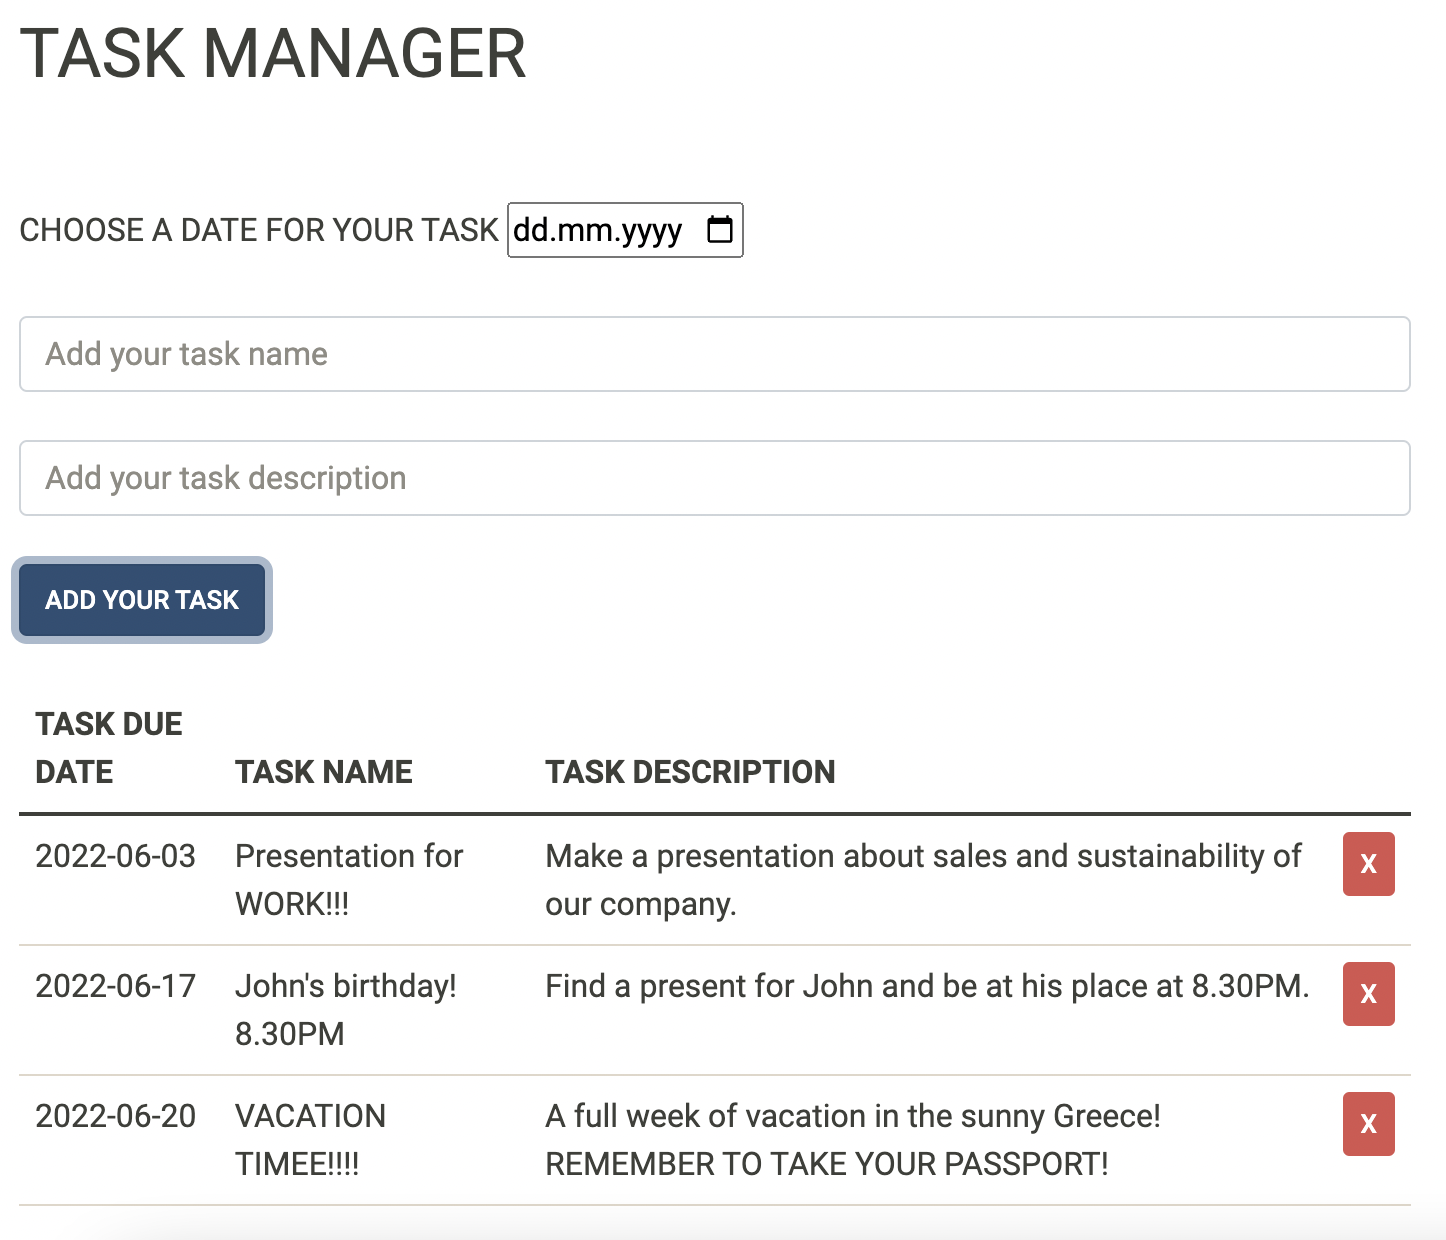 TASK MANAGER
CHOOSE A DATE FOR YOUR TASK dd.mm.yyyy
Add your task name
Add your task description
ADD YOUR TASK
TASK DUE
DATE TASK NAME TASK DESCRIPTION
2022-06-03 Presentation for Make a presentation about sales and sustainability of X
WORK!!! our company.
2022-06-17 John's birthday! Find a present for John and be at his place at 8.30PM. X
8.30PM
2022-06-20 VACATION A full week of vacation in the sunny Greece! X
TIMEE!!!! REMEMBER TO TAKE YOUR PASSPORT!